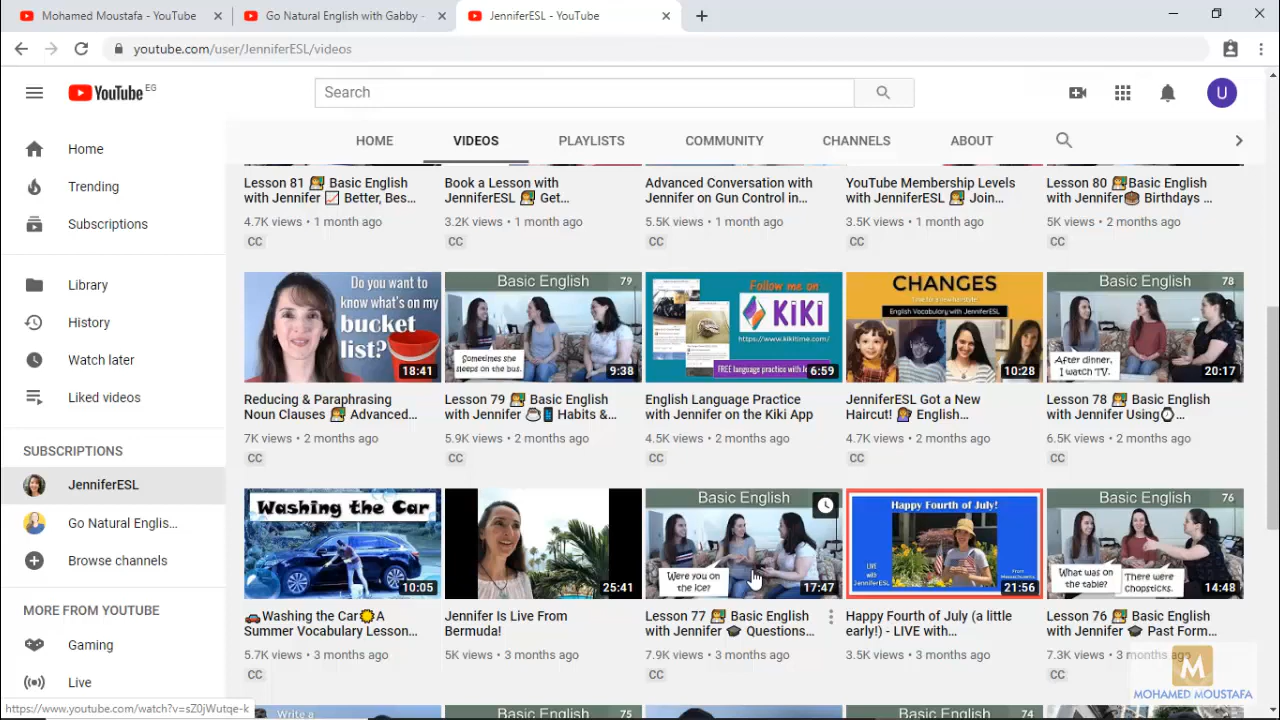 Mohamed Moustafa - YouTube
Go Natural English with Gabby -
JenniferESL - YouTube
youtube.com/user/JenniferESL/videos
YouTube EG
Search
U
HOME VIDEOS PLAYLISTS COMMUNITY CHANNELS ABOUT
Home
Trending
Subscriptions
Library
History
Watch later
Liked videos
SUBSCRIPTIONS
JenniferESL
Go Natural Englis...
Browse channels
MORE FROM YOUTUBE
Gaming
Live
Lesson 81 👩‍🏫 Basic English
with Jennifer 📈 Better, Bes...
4.7K views • 1 month ago
CC
Book a Lesson with
JenniferESL 👩‍🏫 Get...
3.2K views • 1 month ago
CC
Advanced Conversation with
Jennifer on Gun Control in...
5.5K views • 1 month ago
CC
YouTube Membership Levels
with JenniferESL 👩‍🏫 Join...
3.5K views • 1 month ago
CC
Lesson 80 👩‍🏫Basic English
with Jennifer🎂 Birthdays ...
5K views • 2 months ago
CC
Do you want to
know what's on my
bucket
list?
18:41
Reducing & Paraphrasing
Noun Clauses 👩‍🏫 Advanced...
7K views • 2 months ago
CC
Basic English 79
Sometimes she
sleeps on the bus.
9:38
Lesson 79 👩‍🏫 Basic English
with Jennifer ☕📱 Habits &...
5.9K views • 2 months ago
CC
Follow me on
KiKi
https://www.kikitime.com/
FREE language practice with Je
6:59
English Language Practice
with Jennifer on the Kiki App
4.5K views • 2 months ago
CC
CHANGES
English Vocabulary with JenniferESL
10:28
JenniferESL Got a New
Haircut! 💇 English...
4.7K views • 2 months ago
CC
Basic English 78
After dinner,
I watch TV.
20:17
Lesson 78 👩‍🏫 Basic English
with Jennifer Using⌚...
6.5K views • 2 months ago
CC
Washing the Car
10:05
🚗Washing the Car🌞A
Summer Vocabulary Lesson...
5.7K views • 3 months ago
CC
25:41
Jennifer Is Live From
Bermuda!
5K views • 3 months ago
Basic English
Were you on
the ice?
17:47
Lesson 77 👩‍🏫 Basic English
with Jennifer 🎓 Questions...
7.9K views • 3 months ago
CC
Happy Fourth of July!
LIVE
with
JenniferESL
From
Massachusetts
21:56
Happy Fourth of July (a little
early!) - LIVE with...
3.5K views • 3 months ago
Basic English 76
What was on
the table?
There were
chopsticks.
14:48
Lesson 76 👩‍🏫 Basic English
with Jennifer 🎓 Past Form...
7.3K views • 3 months ago
CC
Write a
Basic English 75
Basic English 74
https://www.youtube.com/watch?v=sZ0jWutqe-k
M
MOHAMED MOUSTAFA